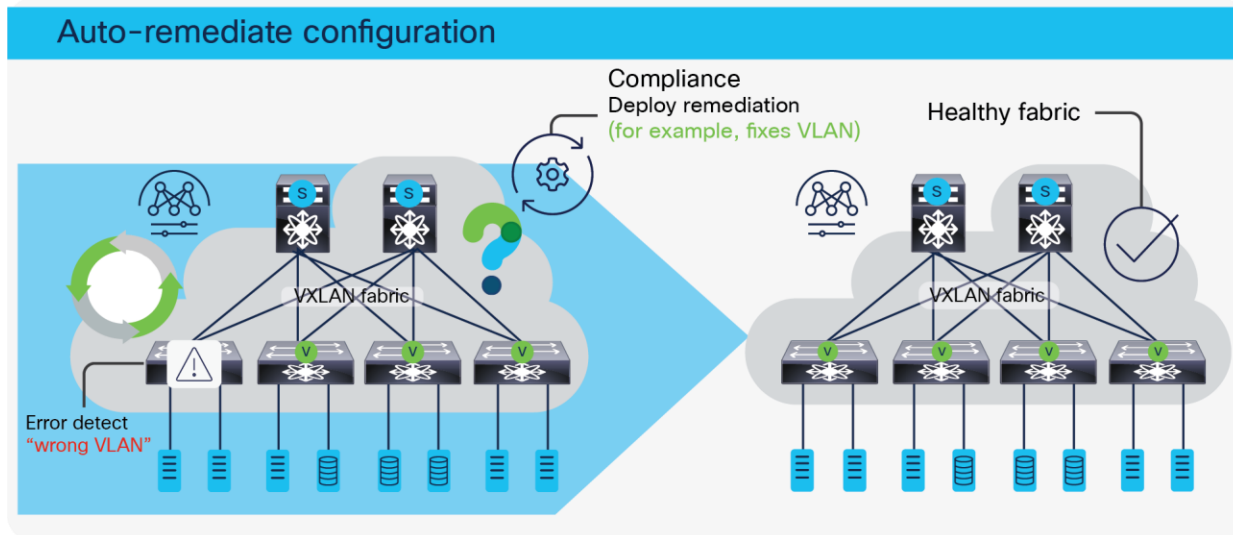 Auto-remediate configuration
Compliance
Deploy remediation
(for example, fixes VLAN)
Healthy fabric
S
S
VXLAN fabric
V
V
V
Error detect
“wrong VLAN”
S
S
VXLAN fabric
V
V
V
V